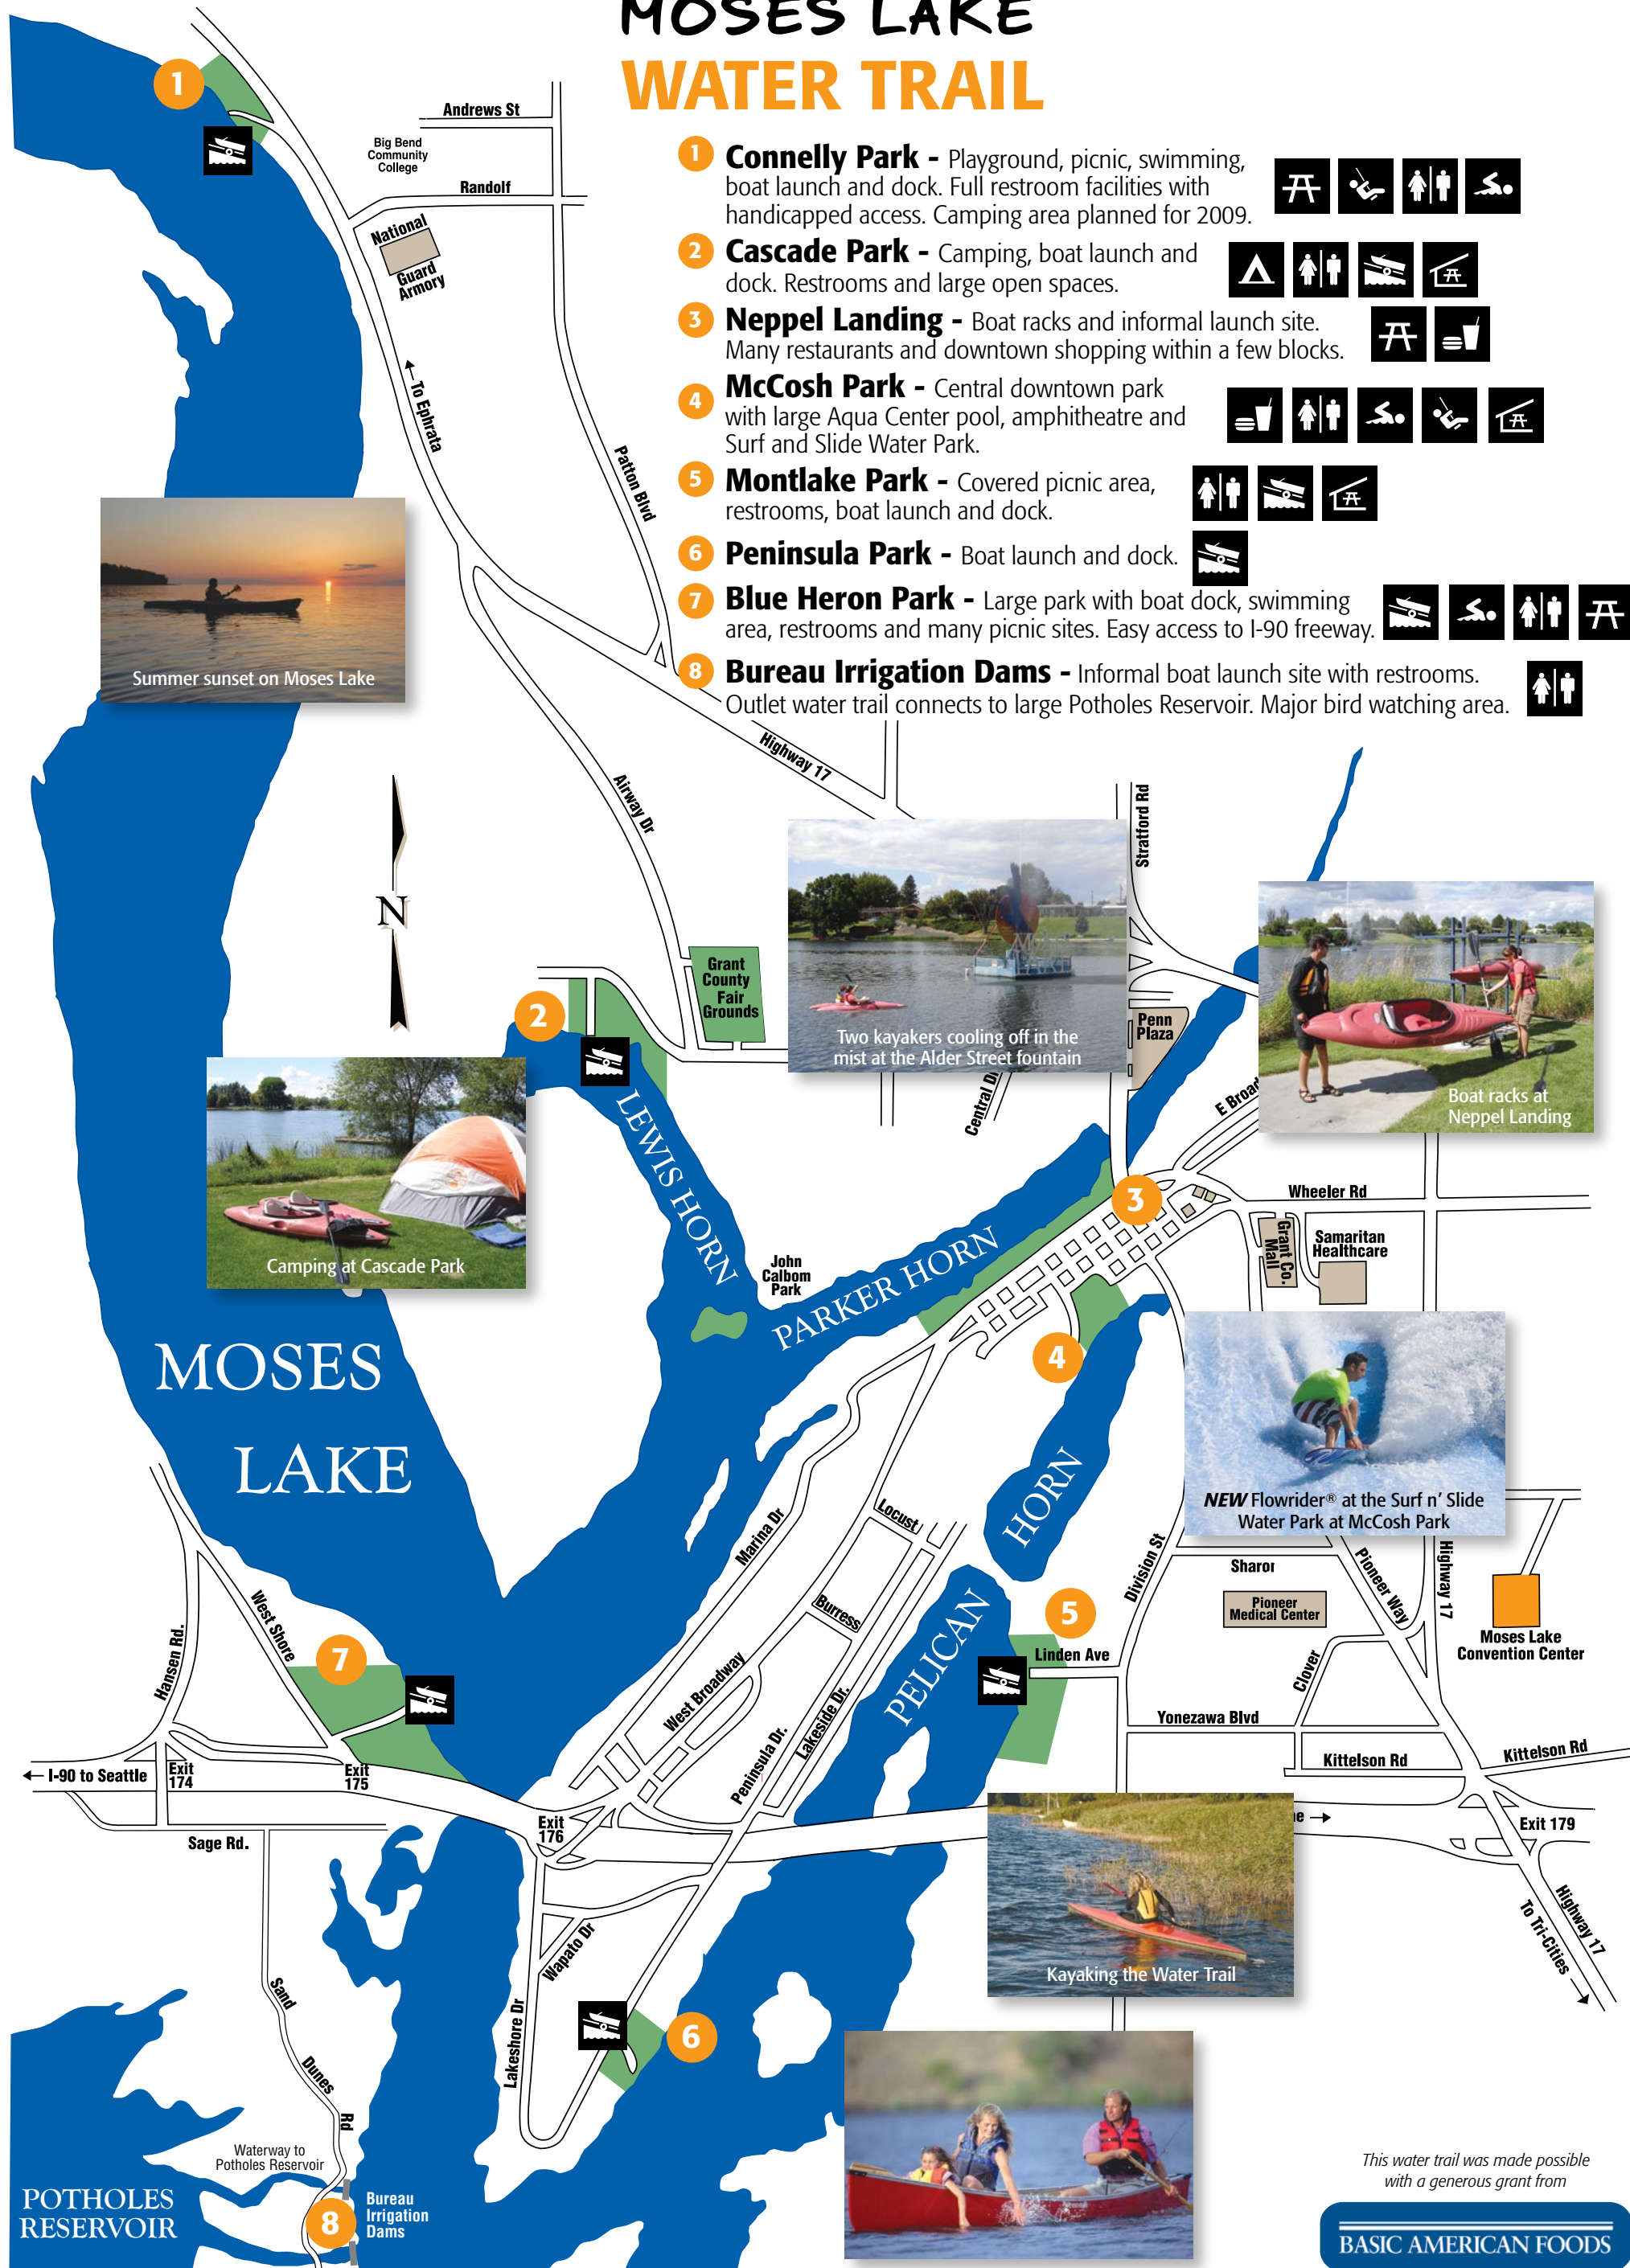 MOSES LAKE
WATER TRAIL
1 Connelly Park - Playground, picnic, swimming,
boat launch and dock. Full restroom facilities with
handicapped access. Camping area planned for 2009.
2 Cascade Park - Camping, boat launch and
dock. Restrooms and large open spaces.
3 Neppel Landing - Boat racks and informal launch site.
Many restaurants and downtown shopping within a few blocks.
4 McCosh Park - Central downtown park
with large Aqua Center pool, amphitheatre and
Surf and Slide Water Park.
5 Montlake Park - Covered picnic area,
restrooms, boat launch and dock.
6 Peninsula Park - Boat launch and dock.
7 Blue Heron Park - Large park with boat dock, swimming
area, restrooms and many picnic sites. Easy access to I-90 freeway.
8 Bureau Irrigation Dams - Informal boat launch site with restrooms.
Outlet water trail connects to large Potholes Reservoir. Major bird watching area.
1
Andrews St
Big Bend
Community
College
Randolf
National
Guard
Armory
To Ephrata
Patton Blvd
Summer sunset on Moses Lake
Highway 17
Airway Dr
Stratford Rd
N
Grant
County
Fair
Grounds
2
Two kayakers cooling off in the
mist at the Alder Street fountain
Penn
Plaza
Central D
E Broad
Boat racks at
Neppel Landing
LEWIS HORN
Camping at Cascade Park
3
Wheeler Rd
Grant Co.
Mall
Samaritan
Healthcare
John
Calbom
Park
PARKER HORN
4
MOSES
LAKE
NEW Flowrider® at the Surf n' Slide
Water Park at McCosh Park
HORN
PELICAN
Locust
Marina Dr
Burress
West Broadway
Lakeside Dr.
Peninsula Dr.
Division St
Sharon
Pioneer Way
Highway 17
Pioneer
Medical Center
Moses Lake
Convention Center
5
Linden Ave
Clover
Yonezawa Blvd
Kittelson Rd
Kittelson Rd
West Shore
Hansen Rd.
7
← I-90 to Seattle
Exit
174
Exit
175
Exit
176
Sage Rd.
e →
Exit 179
Highway 17
To Tri-Cities
Wapato Dr
Lakeshore Dr
Kayaking the Water Trail
6
Sand
Dunes
Rd
Waterway to
Potholes Reservoir
POTHOLES
RESERVOIR
8
Bureau
Irrigation
Dams
This water trail was made possible
with a generous grant from
BASIC AMERICAN FOODS